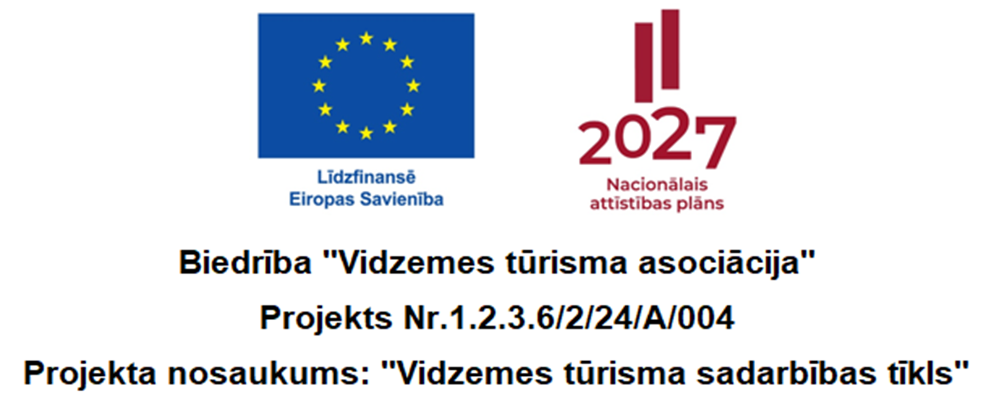 2027
Līdzfinansē
Eiropas Savienība
Nacionālais
attīstības plāns
Biedrība "Vidzemes tūrisma asociācija"
Projekts Nr.1.2.3.6/2/24/A/004
Projekta nosaukums: "Vidzemes tūrisma sadarbības tīkls"